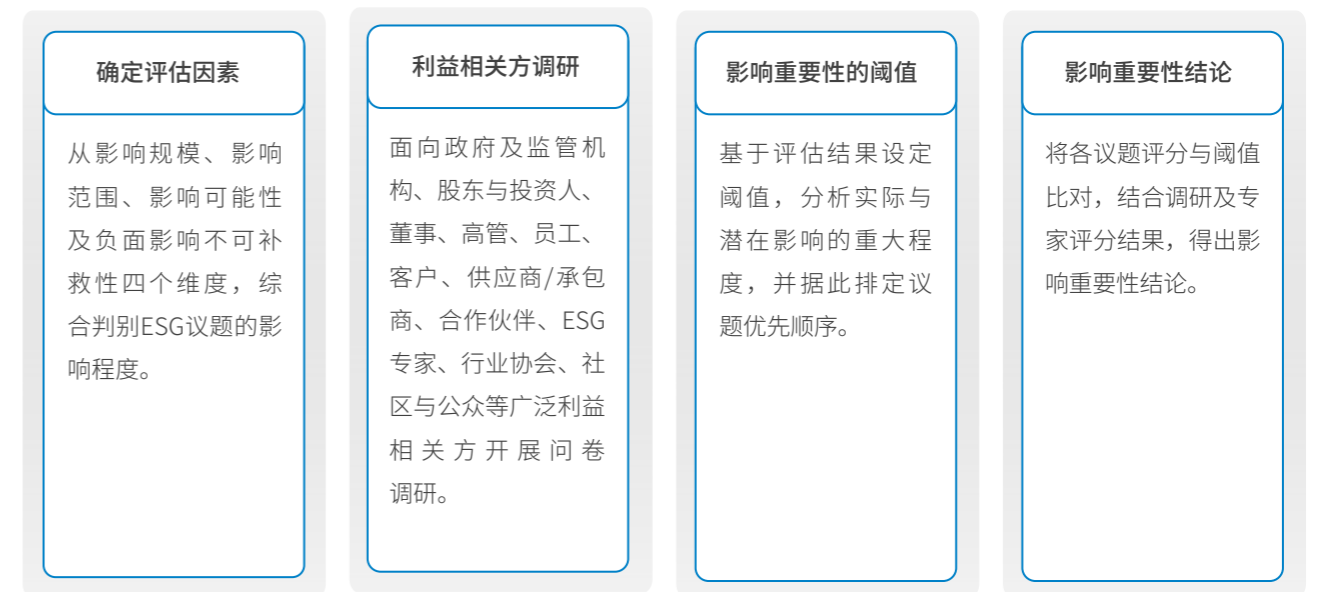 确定评估因素
从影响规模、影响
范围、影响可能性
及负面影响不可补
救性四个维度，综
合判别ESG议题的影
响程度。
利益相关方调研
面向政府及监管机
构、股东与投资人、
董事、高管、员工、
客户、供应商/承包
商、合作伙伴、ESG
专家、行业协会、社
区与公众等广泛利益
相关方开展问卷
调研。
影响重要性的阈值
基于评估结果设定
阈值，分析实际与
潜在影响的重大程
度，并据此排定议
题优先顺序。
影响重要性结论
将各议题评分与阈值
比对，结合调研及专
家评分结果，得出影
响重要性结论。